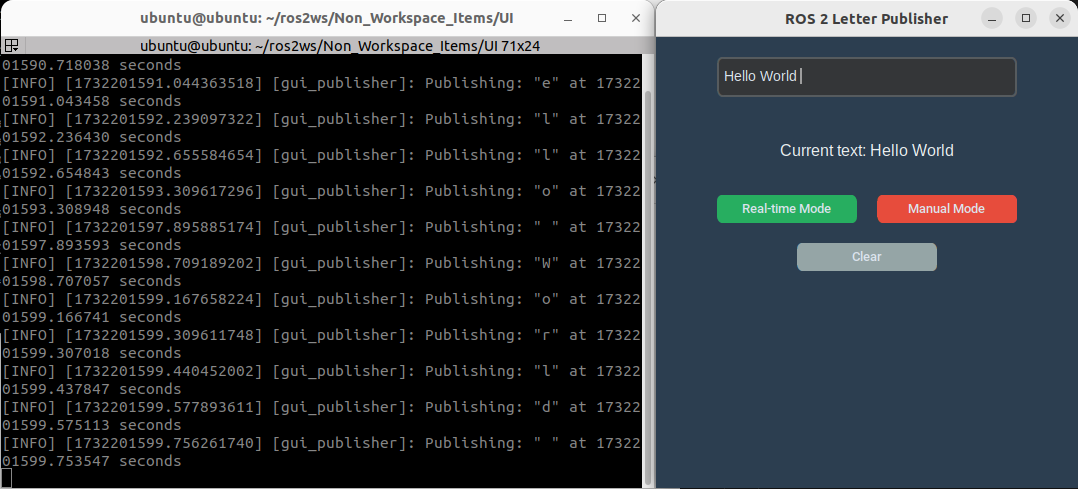 ubuntu@ubuntu: ~/ros2ws/Non_Workspace_Items/UI
ubuntu@ubuntu: ~/ros2ws/Non_Workspace_Items/UI 71x24
01590.718038 seconds
[INFO] [1732201591.044363518] [gui_publisher]: Publishing: "e" at 17322
01591.043458 seconds
[INFO] [1732201592.239097322] [gui_publisher]: Publishing: "l" at 17322
01592.236430 seconds
[INFO] [1732201592.655584654] [gui_publisher]: Publishing: "l" at 17322
01592.654843 seconds
[INFO] [1732201593.309617296] [gui_publisher]: Publishing: "o" at 17322
01593.308948 seconds
[INFO] [1732201597.895885174] [gui_publisher]: Publishing: " " at 17322
01597.893593 seconds
[INFO] [1732201598.709189202] [gui_publisher]: Publishing: "W" at 17322
01598.707057 seconds
[INFO] [1732201599.167658224] [gui_publisher]: Publishing: "o" at 17322
01599.166741 seconds
[INFO] [1732201599.309611748] [gui_publisher]: Publishing: "r" at 17322
01599.307018 seconds
[INFO] [1732201599.440452002] [gui_publisher]: Publishing: "l" at 17322
01599.437847 seconds
[INFO] [1732201599.577893611] [gui_publisher]: Publishing: "d" at 17322
01599.575113 seconds
[INFO] [1732201599.756261740] [gui_publisher]: Publishing: " " at 17322
01599.753547 seconds
ROS 2 Letter Publisher
Hello World
Current text: Hello World
Real-time Mode
Manual Mode
Clear